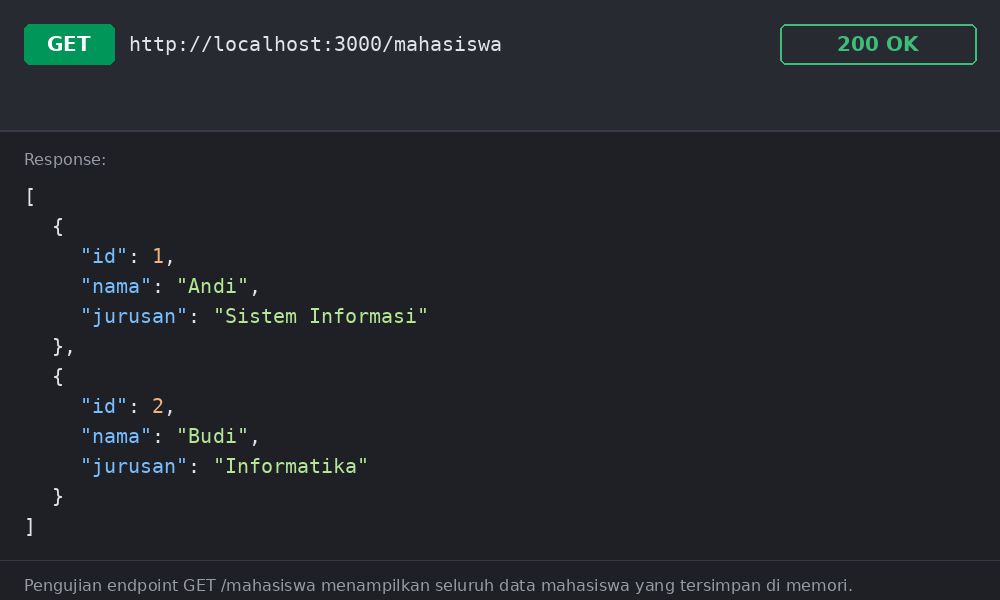 GET http://localhost:3000/mahasiswa 200 OK
Response:
[
{
"id": 1,
"nama": "Andi",
"jurusan": "Sistem Informasi"
},
{
"id": 2,
"nama": "Budi",
"jurusan": "Informatika"
}
]
Pengujian endpoint GET /mahasiswa menampilkan seluruh data mahasiswa yang tersimpan di memori.